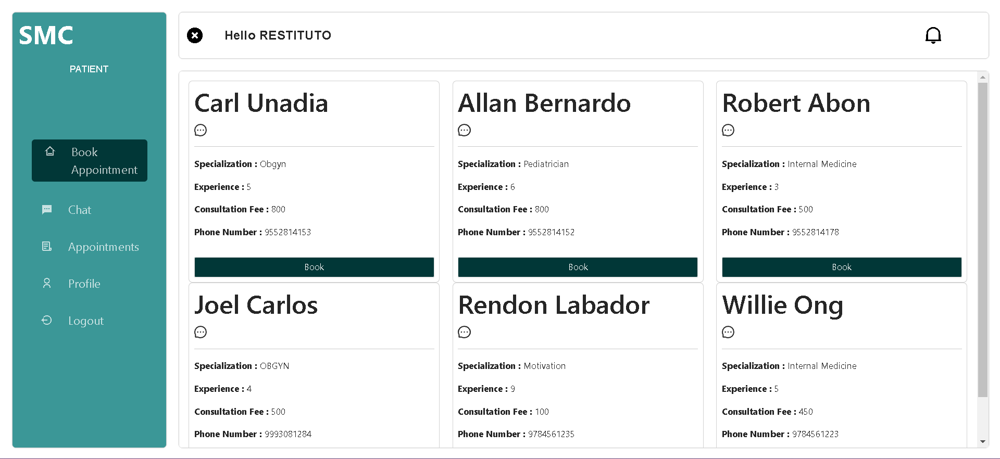 SMC
PATIENT
Book
Appointment
Chat
Appointments
Profile
Logout
Hello RESTITUTO
Carl Unadia
Specialization : Obgyn
Experience : 5
Consultation Fee : 800
Phone Number : 9552814153
Book
Allan Bernardo
Specialization : Pediatrician
Experience : 6
Consultation Fee : 800
Phone Number : 9552814152
Book
Robert Abon
Specialization : Internal Medicine
Experience : 3
Consultation Fee : 500
Phone Number : 9552814178
Book
Joel Carlos
Specialization : OBGYN
Experience : 4
Consultation Fee : 500
Phone Number : 9993081284
Rendon Labador
Specialization : Motivation
Experience : 9
Consultation Fee : 100
Phone Number : 9784561235
Willie Ong
Specialization : Internal Medicine
Experience : 5
Consultation Fee : 450
Phone Number : 9784561223